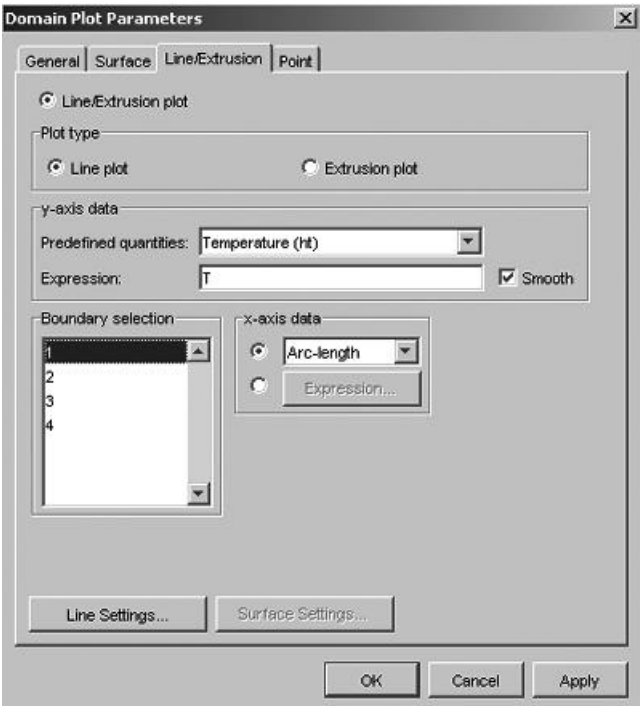 Domain Plot Parameters
General Surface Line/Extrusion Point
Line/Extrusion plot
Plot type
Line plot Extrusion plot
y-axis data
Predefined quantities: Temperature (ht)
Expression: T Smooth
Boundary selection x-axis data
1 Arc-length
2 Expression...
3
4
Line Settings... Surface Settings...
OK Cancel Apply